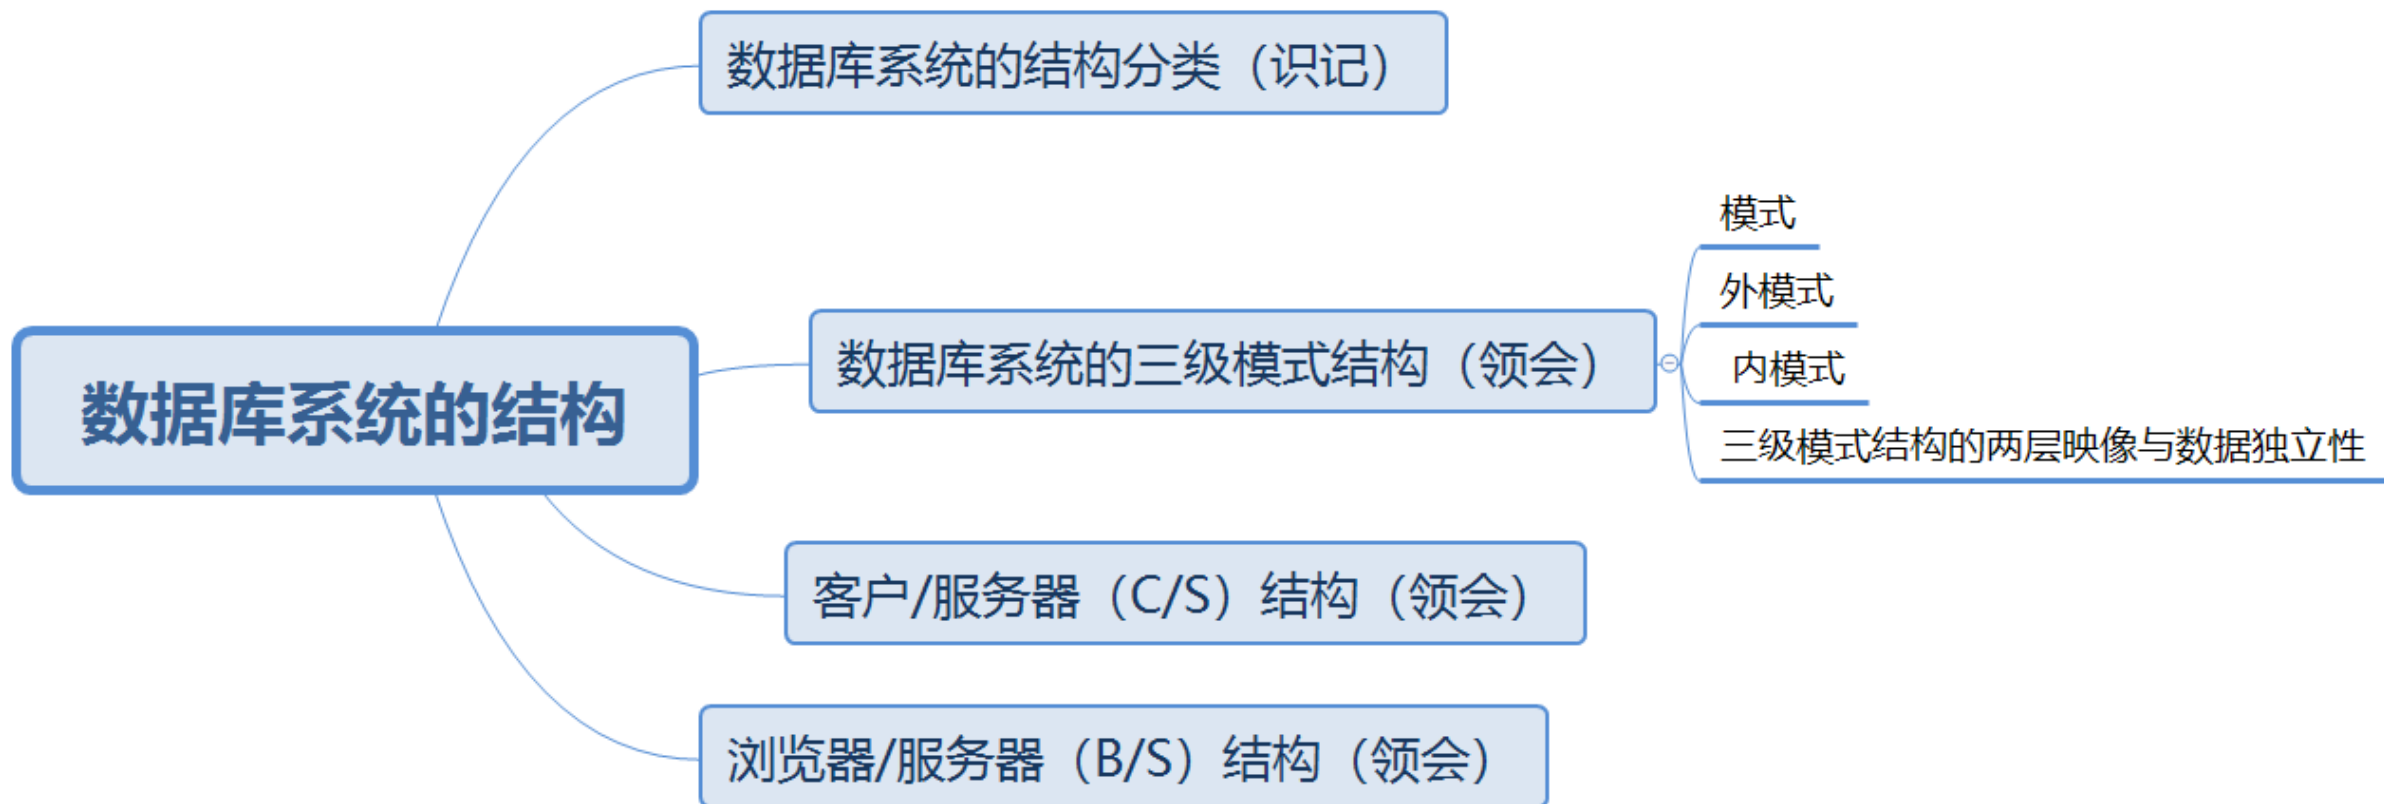 数据库系统的结构分类（识记）
模式
外模式
数据库系统的三级模式结构（领会）
内模式
数据库系统的结构
三级模式结构的两层映像与数据独立性
客户/服务器（C/S）结构（领会）
浏览器/服务器（B/S）结构（领会）